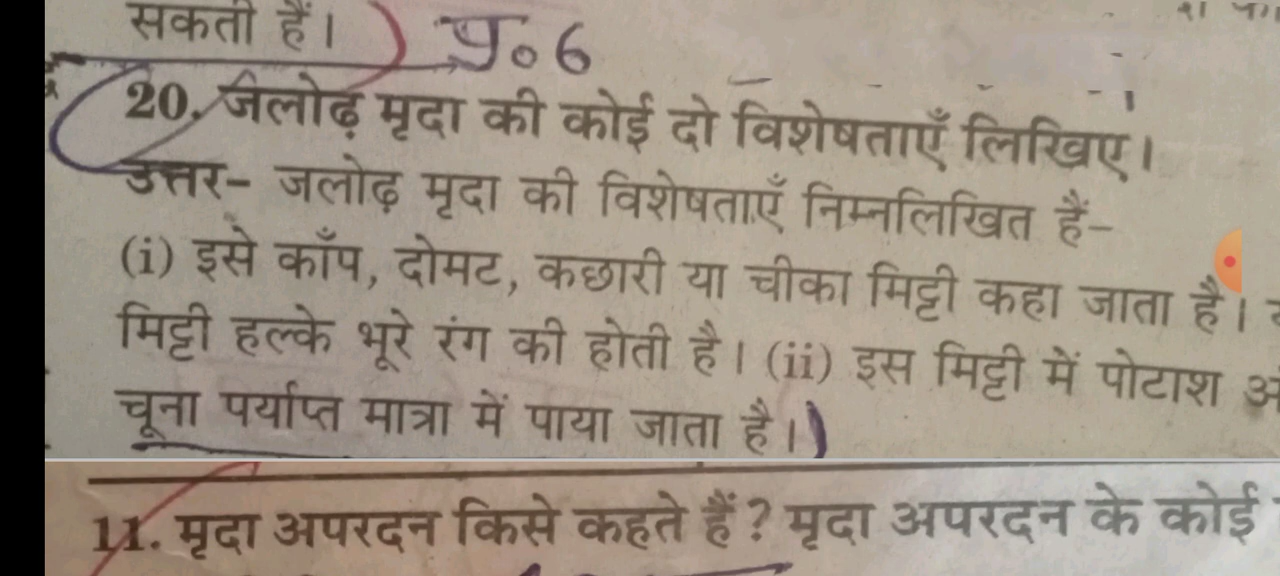 सकती हैं। ) पृ० 6
20. जलोढ़ मृदा की कोई दो विशेषताएँ लिखिए।
उत्तर– जलोढ़ मृदा की विशेषताएँ निम्नलिखित हैं–
(i) इसे काँप, दोमट, कछारी या चीका मिट्टी कहा जाता है।
मिट्टी हल्के भूरे रंग की होती है। (ii) इस मिट्टी में पोटाश
चूना पर्याप्त मात्रा में पाया जाता है।)
11. मृदा अपरदन किसे कहते हैं? मृदा अपरदन के कोई